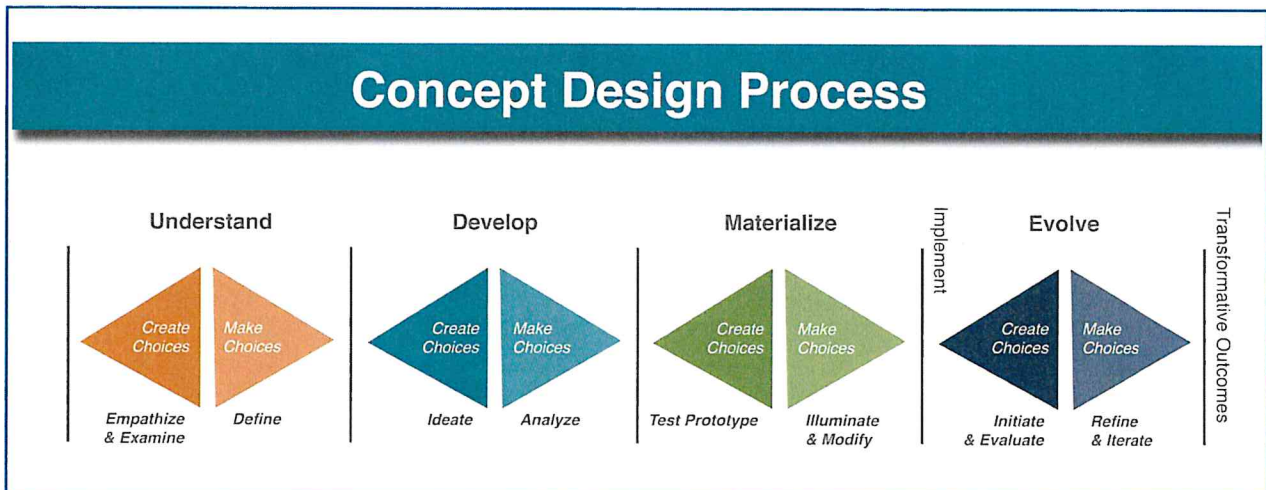 Concept Design Process
Understand
Create
Choices
Make
Choices
Empathize
& Examine
Define
Develop
Create
Choices
Make
Choices
Ideate
Analyze
Materialize
Create
Choices
Make
Choices
Test Prototype
Illuminate
& Modify
Implement
Evolve
Create
Choices
Make
Choices
Initiate
& Evaluate
Refine
& Iterate
Transformative Outcomes